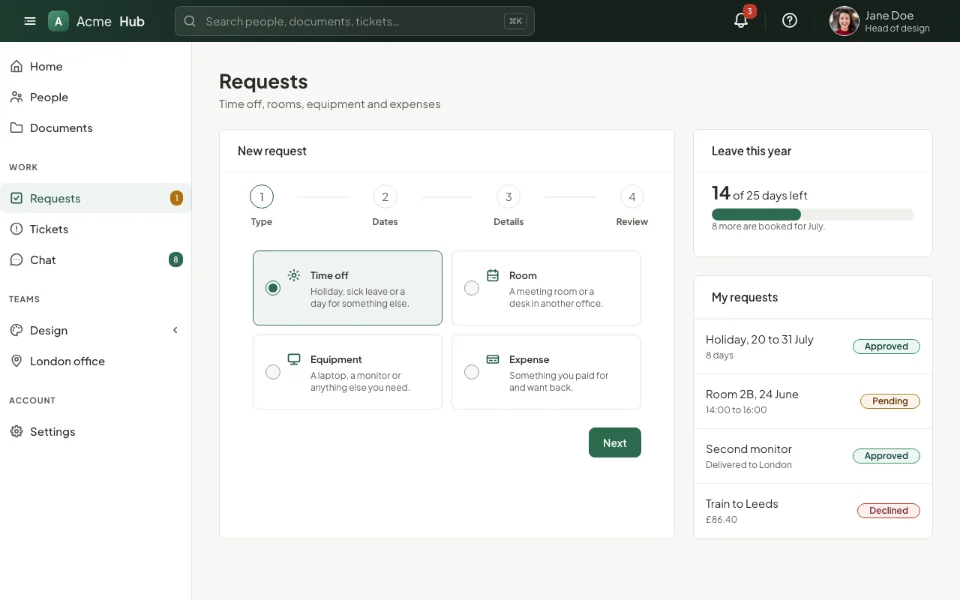 A Acme Hub
Search people, documents, tickets...
⌘K
3
Jane Doe
Head of design
Home
People
Documents
WORK
Requests 1
Tickets
Chat 8
TEAMS
Design
London office
ACCOUNT
Settings
Requests
Time off, rooms, equipment and expenses
New request
1 2 3 4
Type Dates Details Review
Time off
Holiday, sick leave or a
day for something else.
Room
A meeting room or a
desk in another office.
Equipment
A laptop, a monitor or
anything else you need.
Expense
Something you paid for
and want back.
Next
Leave this year
14 of 25 days left
8 more are booked for July.
My requests
Holiday, 20 to 31 July
8 days
Approved
Room 2B, 24 June
14:00 to 16:00
Pending
Second monitor
Delivered to London
Approved
Train to Leeds
£86.40
Declined